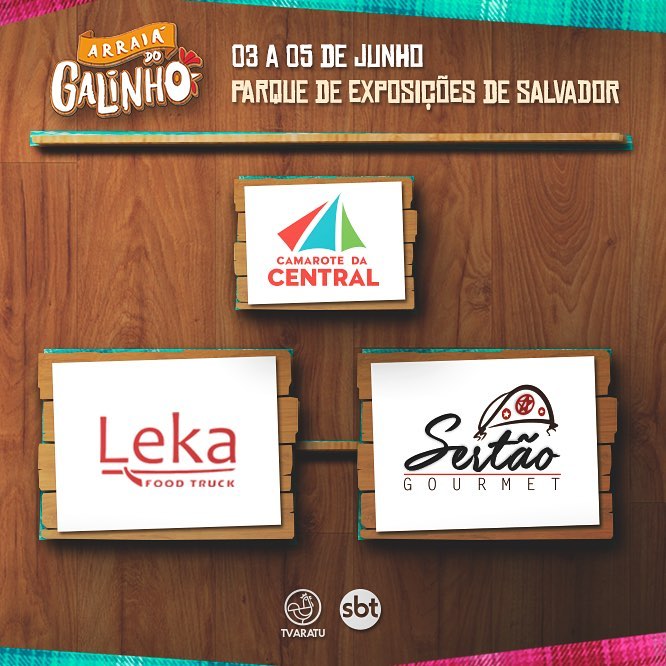 ARRAIÁ
DO
GALINHO
03 A 05 DE JUNHO
PARQUE DE EXPOSIÇÕES DE SALVADOR
CAMAROTE DA
CENTRAL
Leka
FOOD TRUCK
Sertão
GOURMET
TVARATU
sbt